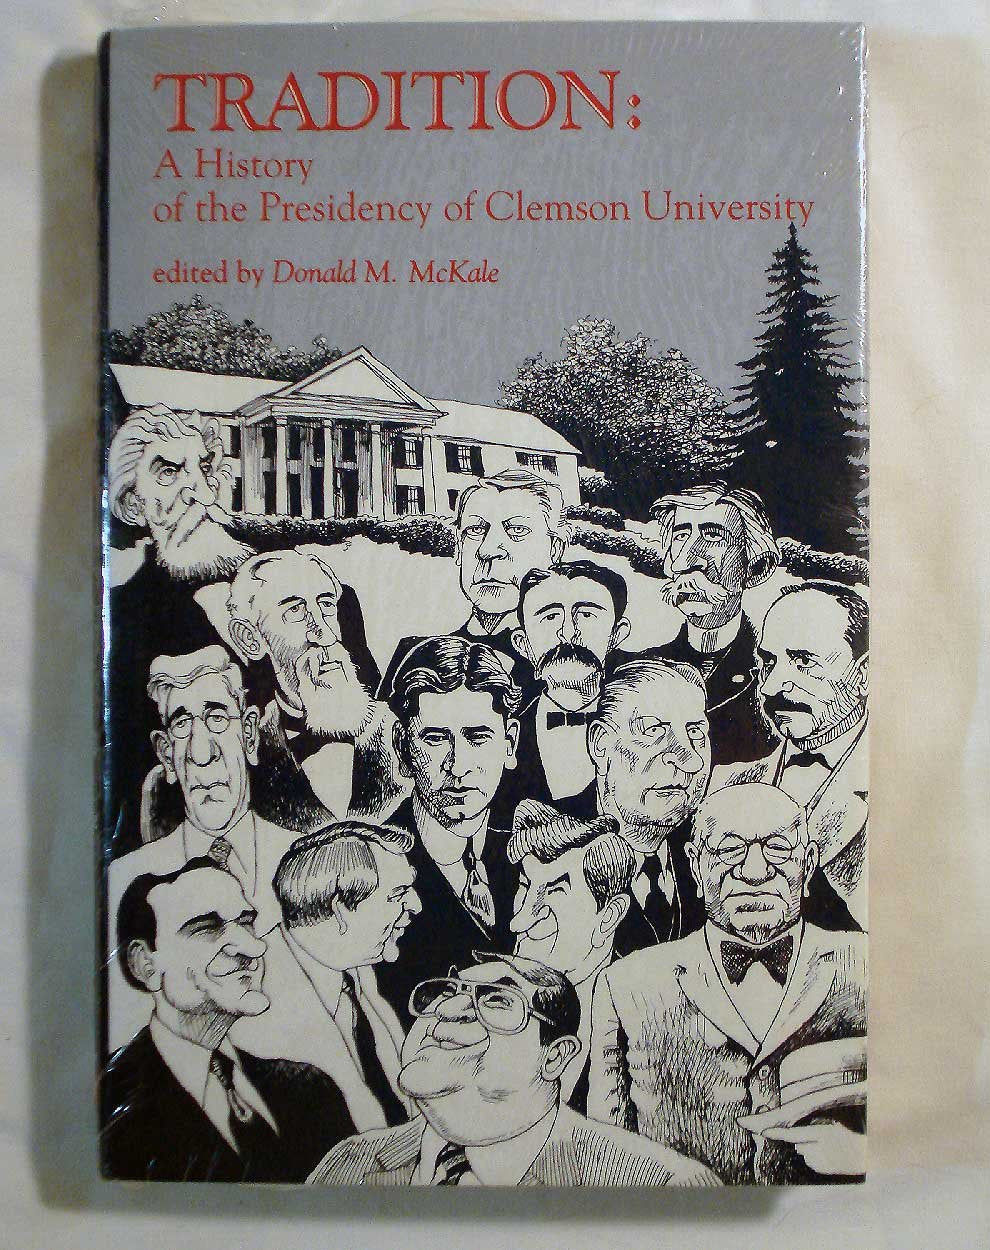 TRADITION:
A History
of the Presidency of Clemson University
edited by Donald M. McKale